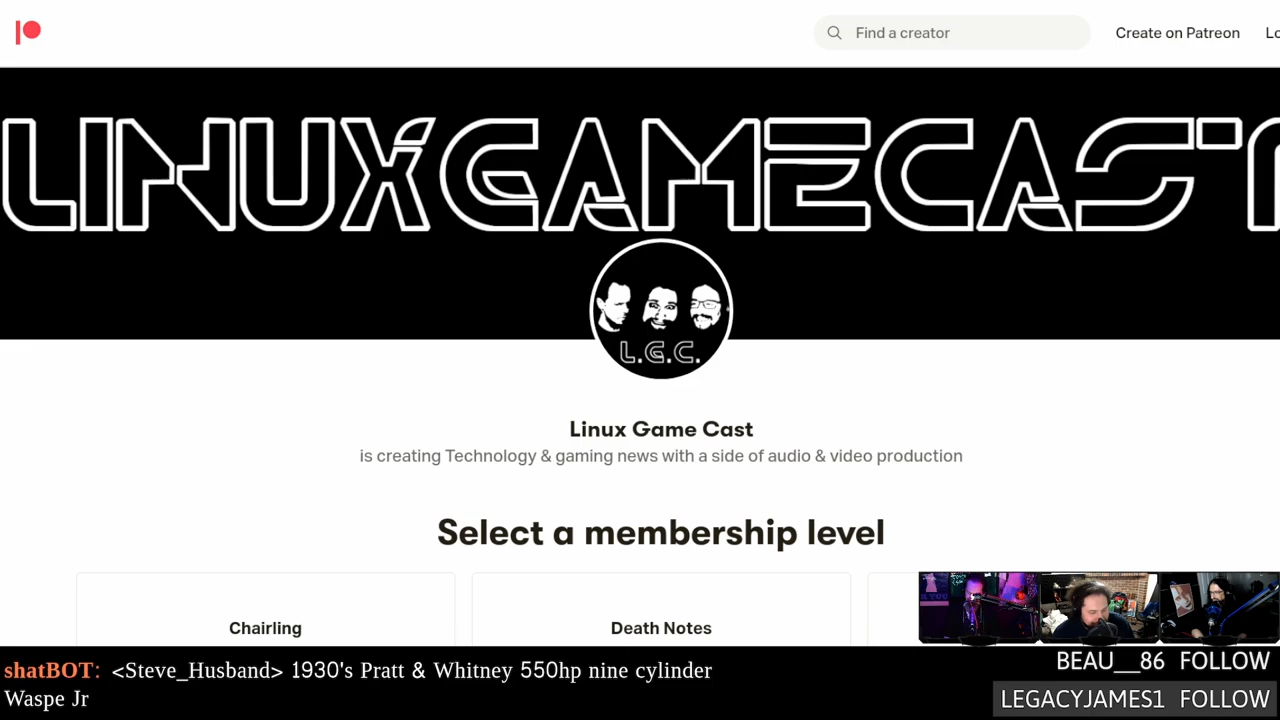 Find a creator
Create on Patreon
Lo
LINUXGAMECAST
L.G.C.
Linux Game Cast
is creating Technology & gaming news with a side of audio & video production
Select a membership level
Chairling
Death Notes
shatBOT: <Steve_Husband> 1930's Pratt & Whitney 550hp nine cylinder
Waspe Jr
BEAU__86 FOLLOW
LEGACYJAMES1 FOLLOW